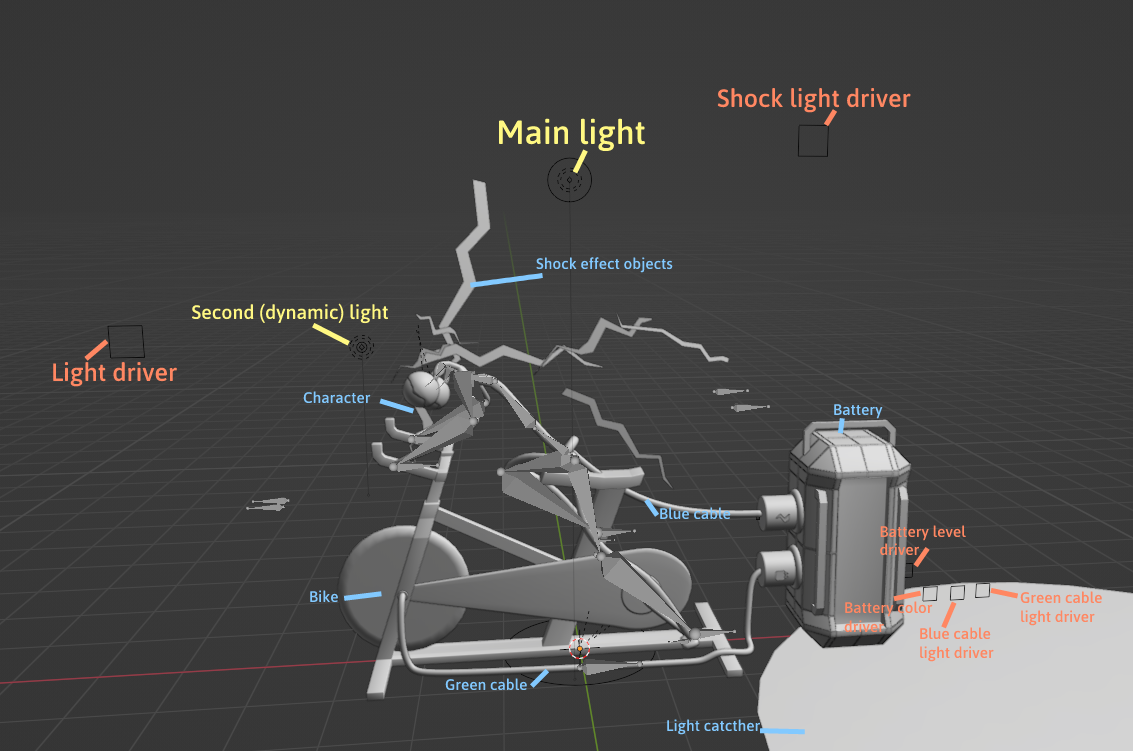 Shock light driver
Main light
Shock effect objects
Second (dynamic) light
Light driver
Character
Battery
Blue cable
Battery level
driver
Bike
Battery color
driver
Green cable
light driver
Blue cable
light driver
Green cable
Light catcther